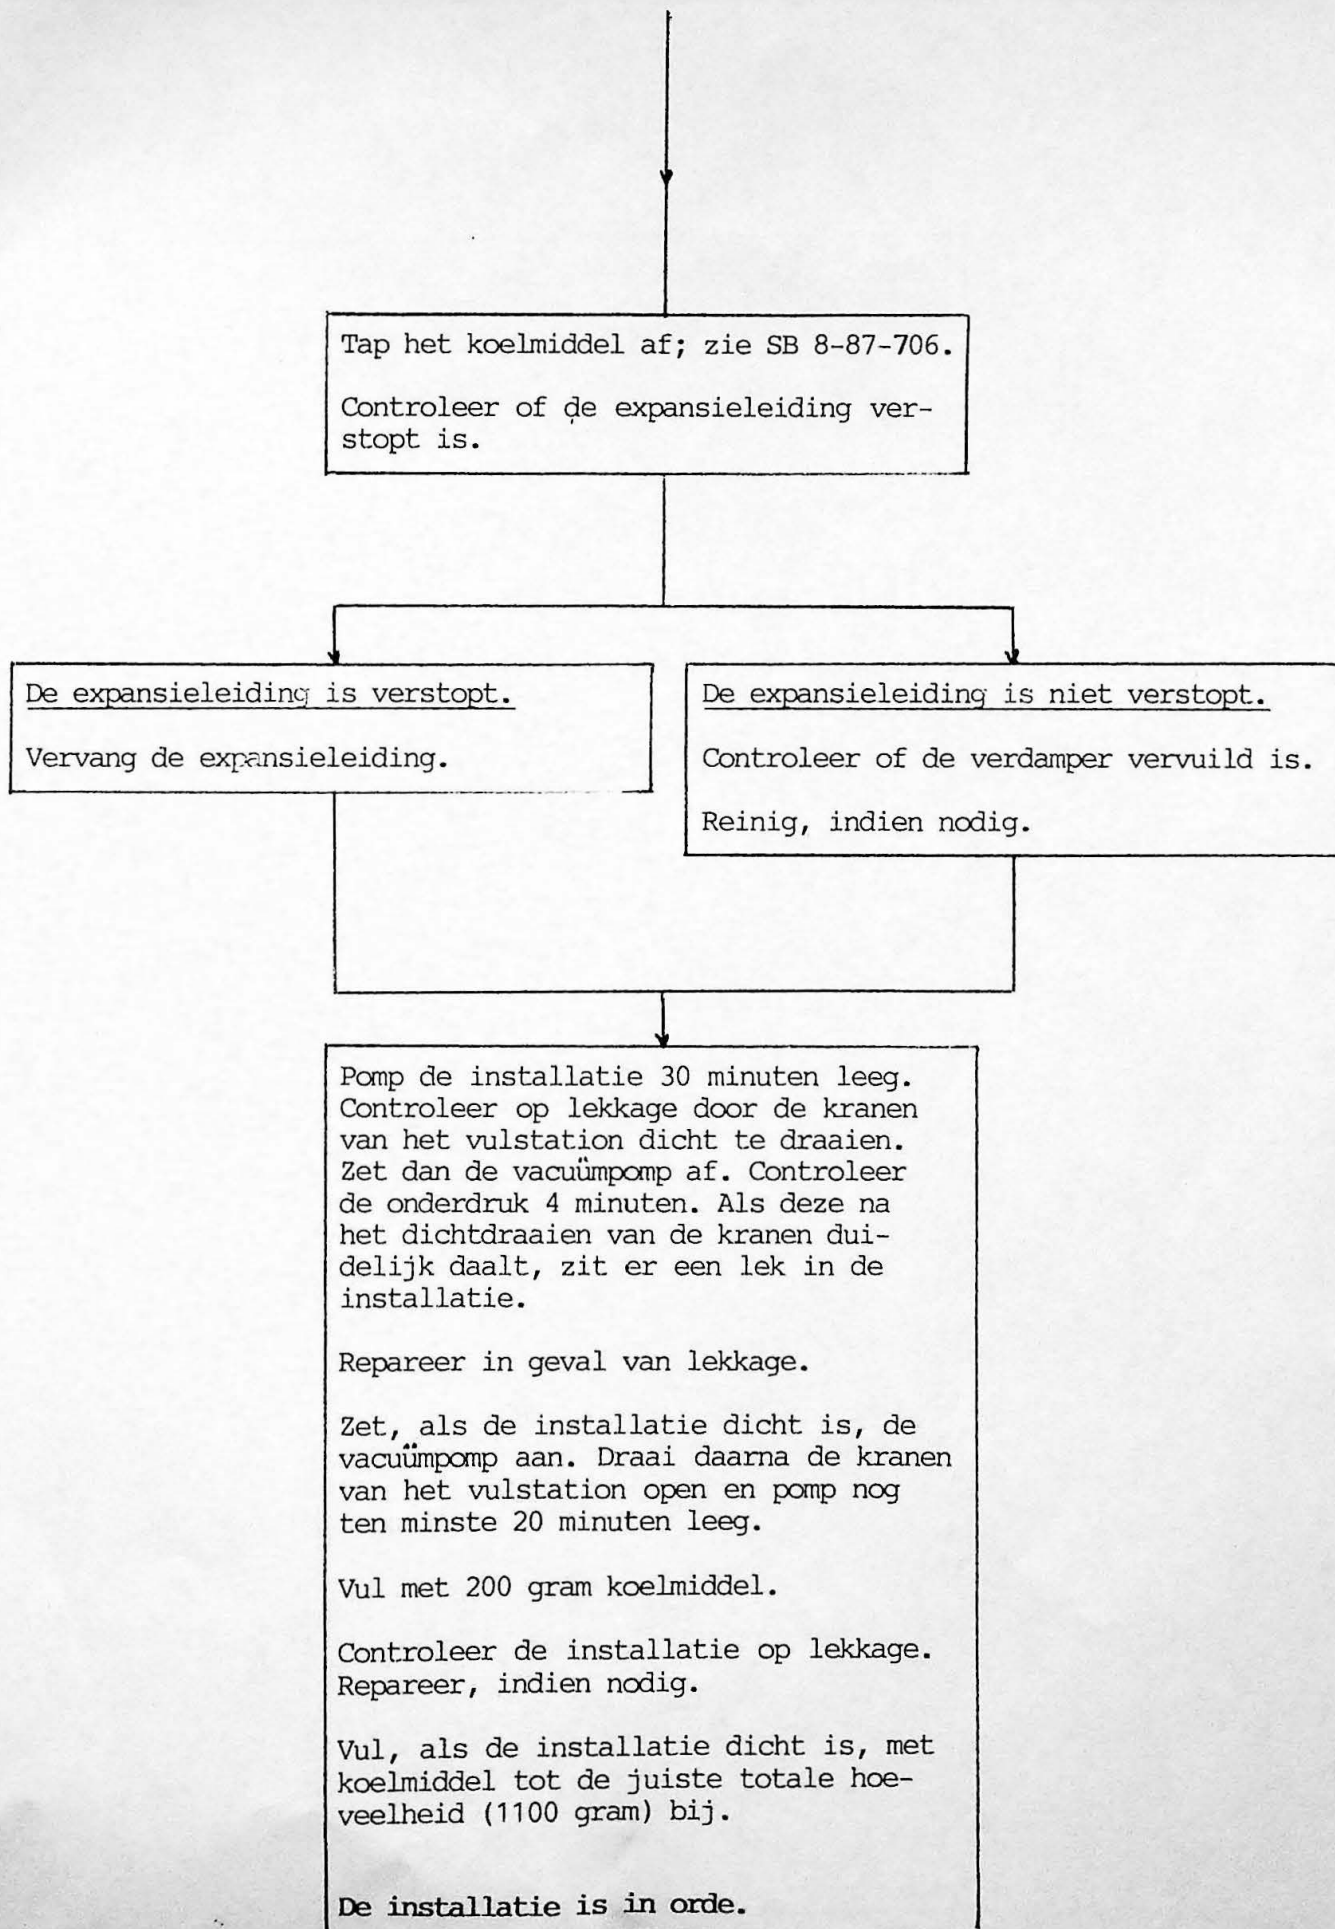 Tap het koelmiddel af; zie SB 8-87-706.
Controleer of de expansieleiding ver-
stopt is.
De expansieleiding is verstopt.
Vervang de expansieleiding.
De expansieleiding is niet verstopt.
Controleer of de verdamper vervuild is.
Reinig, indien nodig.
Pomp de installatie 30 minuten leeg.
Controleer op lekkage door de kranen
van het vulstation dicht te draaien.
Zet dan de vacuümpomp af. Controleer
de onderdruk 4 minuten. Als deze na
het dichtdraaien van de kranen dui-
delijk daalt, zit er een lek in de
installatie.
Repareer in geval van lekkage.
Zet, als de installatie dicht is, de
vacuümpomp aan. Draai daarna de kranen
van het vulstation open en pomp nog
ten minste 20 minuten leeg.
Vul met 200 gram koelmiddel.
Controleer de installatie op lekkage.
Repareer, indien nodig.
Vul, als de installatie dicht is, met
koelmiddel tot de juiste totale hoe-
veelheid (1100 gram) bij.
De installatie is in orde.